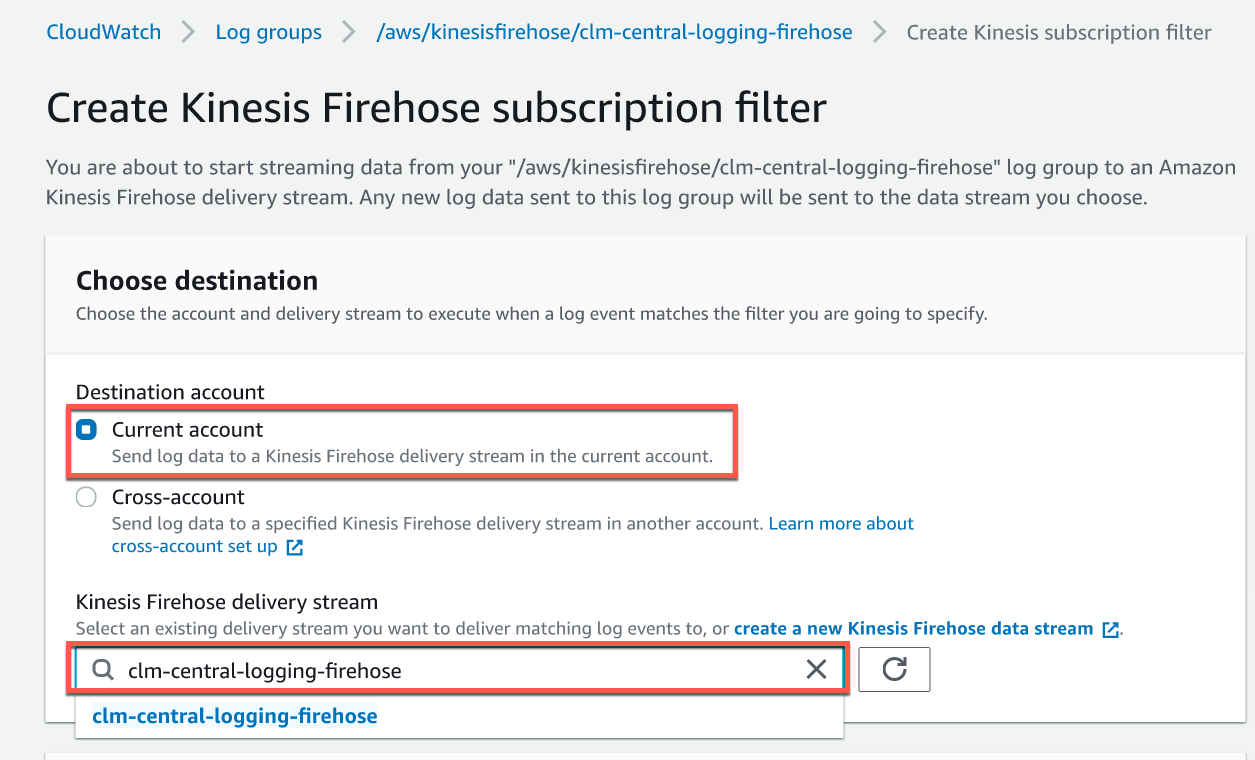 CloudWatch > Log groups > /aws/kinesisfirehose/clm-central-logging-firehose > Create Kinesis subscription filter
Create Kinesis Firehose subscription filter
You are about to start streaming data from your "/aws/kinesisfirehose/clm-central-logging-firehose" log group to an Amazon
Kinesis Firehose delivery stream. Any new log data sent to this log group will be sent to the data stream you choose.
Choose destination
Choose the account and delivery stream to execute when a log event matches the filter you are going to specify.
Destination account
Current account
Send log data to a Kinesis Firehose delivery stream in the current account.
Cross-account
Send log data to a specified Kinesis Firehose delivery stream in another account. Learn more about
cross-account set up
Kinesis Firehose delivery stream
Select an existing delivery stream you want to deliver matching log events to, or create a new Kinesis Firehose data stream .
clm-central-logging-firehose
clm-central-logging-firehose